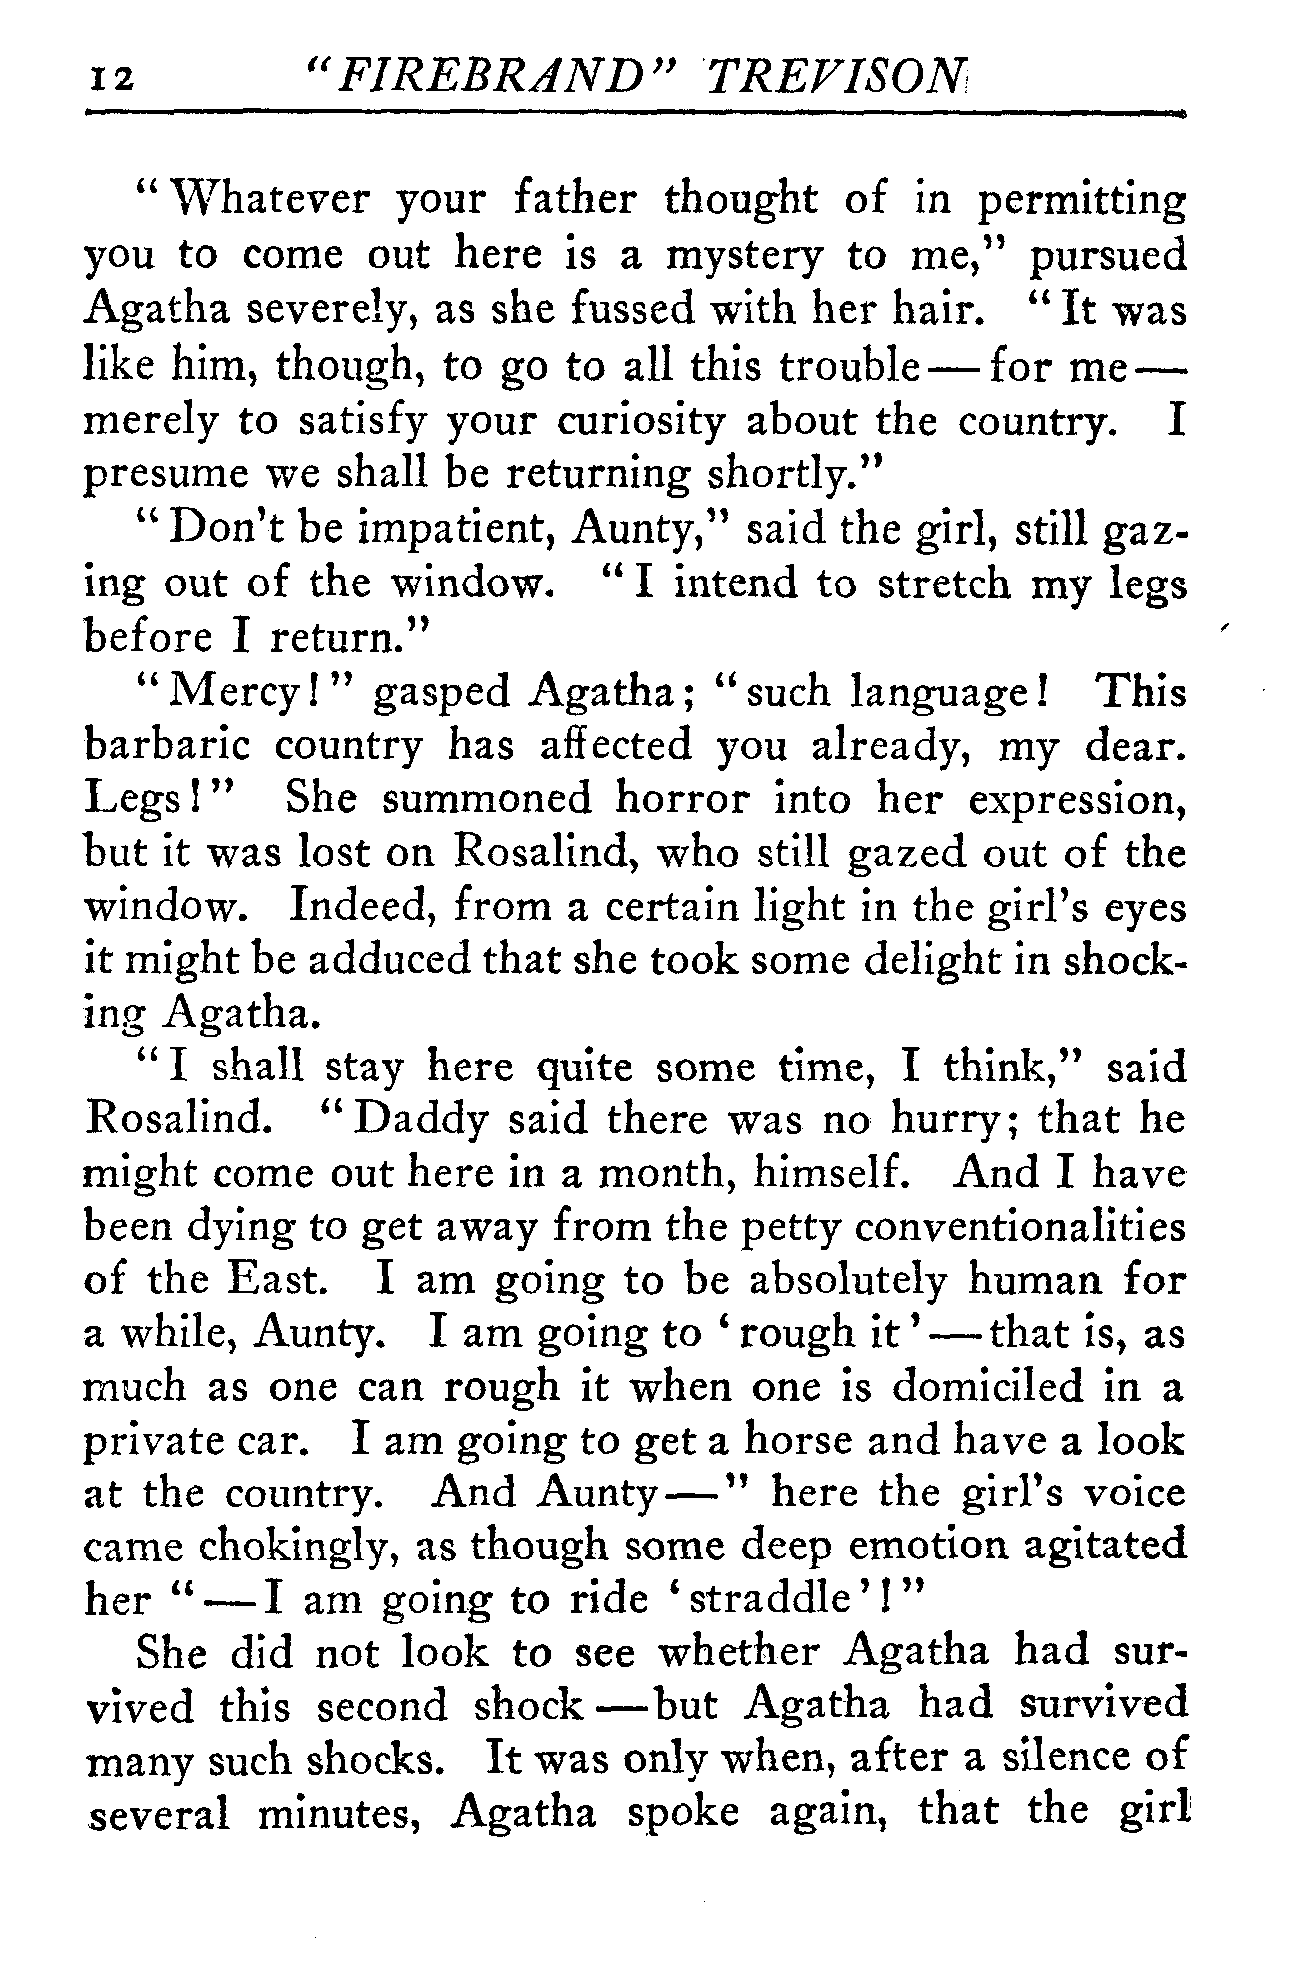 12 "FIREBRAND" TREVISON
"Whatever your father thought of in permitting
you to come out here is a mystery to me," pursued
Agatha severely, as she fussed with her hair. "It was
like him, though, to go to all this trouble—for me—
merely to satisfy your curiosity about the country. I
presume we shall be returning shortly."
"Don't be impatient, Aunty," said the girl, still gaz-
ing out of the window. "I intend to stretch my legs
before I return."
"Mercy!" gasped Agatha; "such language! This
barbaric country has affected you already, my dear.
Legs!" She summoned horror into her expression,
but it was lost on Rosalind, who still gazed out of the
window. Indeed, from a certain light in the girl's eyes
it might be adduced that she took some delight in shock-
ing Agatha.
"I shall stay here quite some time, I think," said
Rosalind. "Daddy said there was no hurry; that he
might come out here in a month, himself. And I have
been dying to get away from the petty conventionalities
of the East. I am going to be absolutely human for
a while, Aunty. I am going to 'rough it'—that is, as
much as one can rough it when one is domiciled in a
private car. I am going to get a horse and have a look
at the country. And Aunty—" here the girl's voice
came chokingly, as though some deep emotion agitated
her "—I am going to ride 'straddle'!"
She did not look to see whether Agatha had sur-
vived this second shock—but Agatha had survived
many such shocks. It was only when, after a silence of
several minutes, Agatha spoke again, that the girl